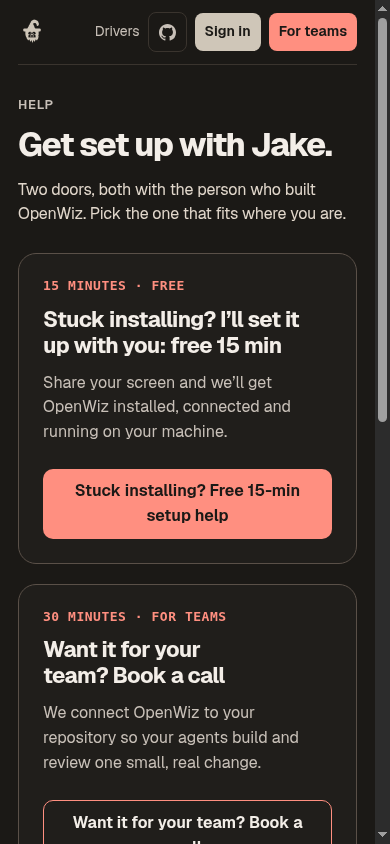 Drivers
Sign in
For teams
HELP
Get set up with Jake.
Two doors, both with the person who built
OpenWiz. Pick the one that fits where you are.
15 MINUTES · FREE
Stuck installing? I’ll set it
up with you: free 15 min
Share your screen and we’ll get
OpenWiz installed, connected and
running on your machine.
Stuck installing? Free 15-min
setup help
30 MINUTES · FOR TEAMS
Want it for your
team? Book a call
We connect OpenWiz to your
repository so your agents build and
review one small, real change.
Want it for your team? Book a